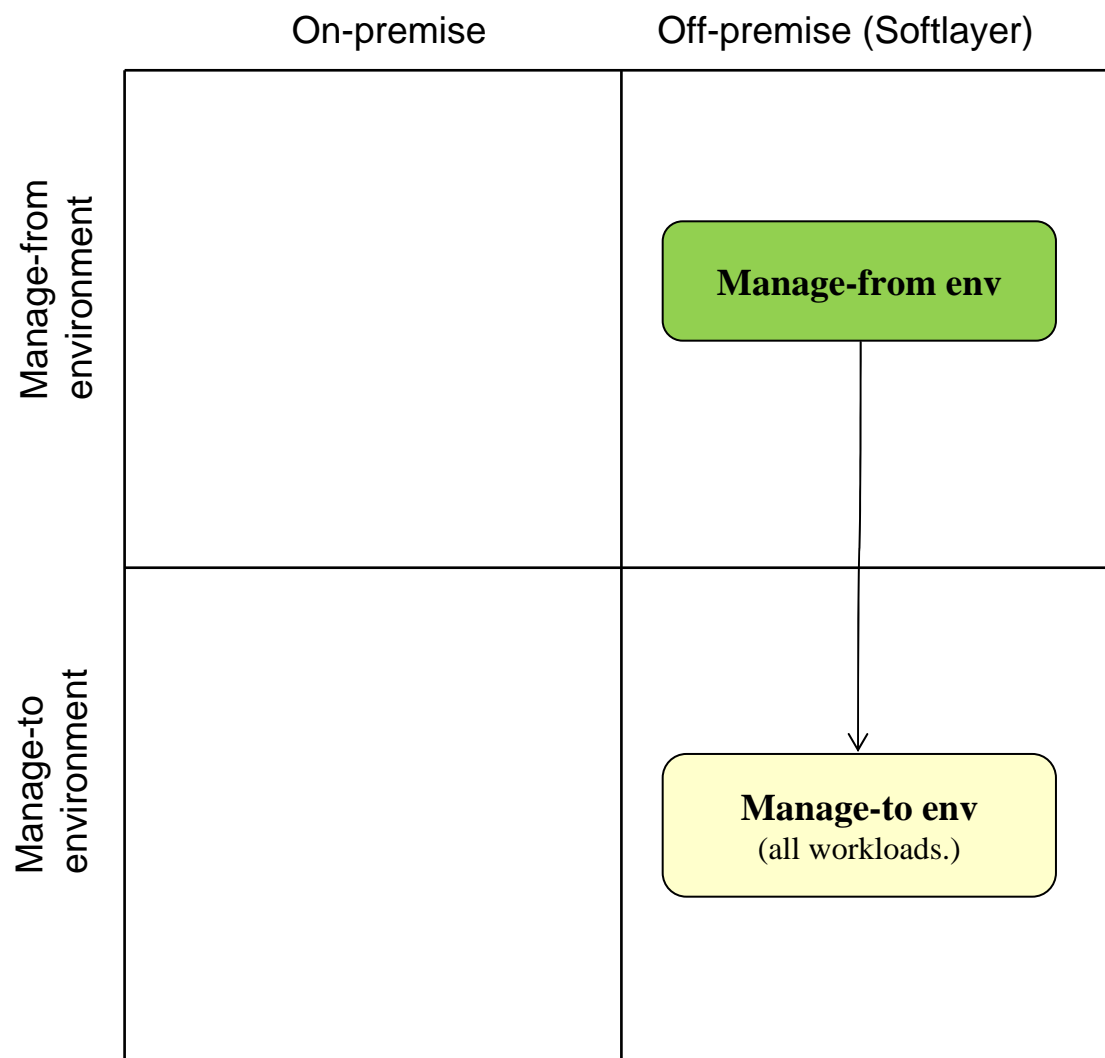 On-premise
Off-premise (Softlayer)
Manage-from
environment
Manage-from env
Manage-to
environment
Manage-to env
(all workloads.)